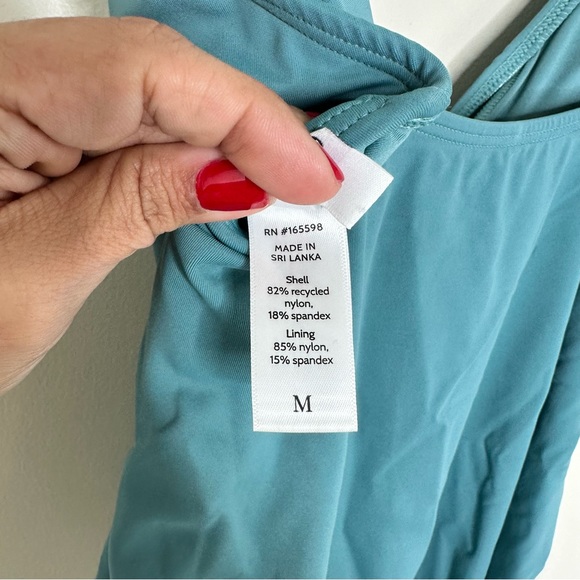 RN #165598
MADE IN
SRI LANKA
Shell
82% recycled
nylon,
18% spandex
Lining
85% nylon,
15% spandex
M